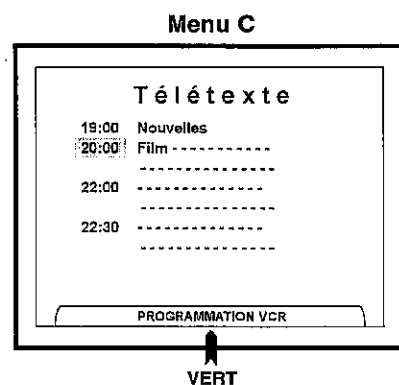 Menu C
Télétexte
19:00 Nouvelles
20:00 Film - - - - - - - - - - - -
- - - - - - - - - - - - - - - -
22:00 - - - - - - - - - - - - - - -
- - - - - - - - - - - - - - - -
22:30 - - - - - - - - - - - - - - -
- - - - - - - - - - - - - - - -
PROGRAMMATION VCR
VERT